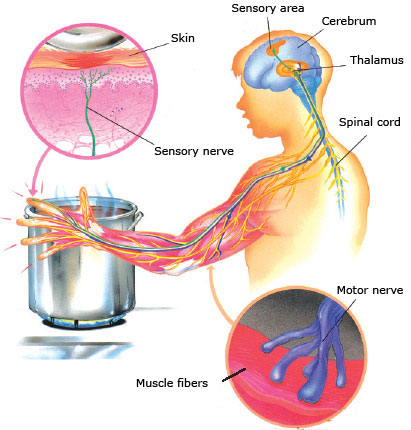 Sensory area
Cerebrum
Skin
Thalamus
Spinal cord
Sensory nerve
Motor nerve
Muscle fibers